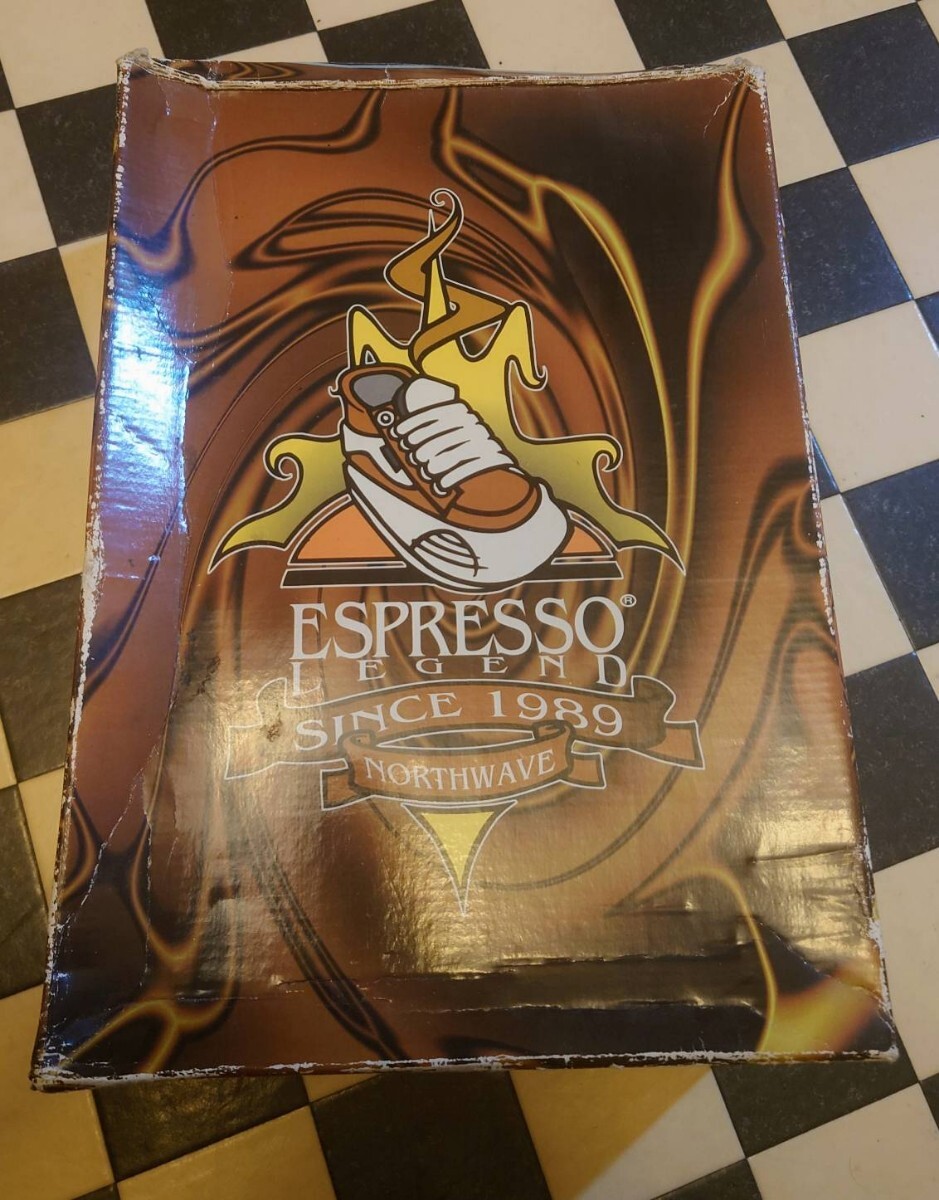 ESPRESSO®
LEGEND
SINCE 1989
NORTHWAVE